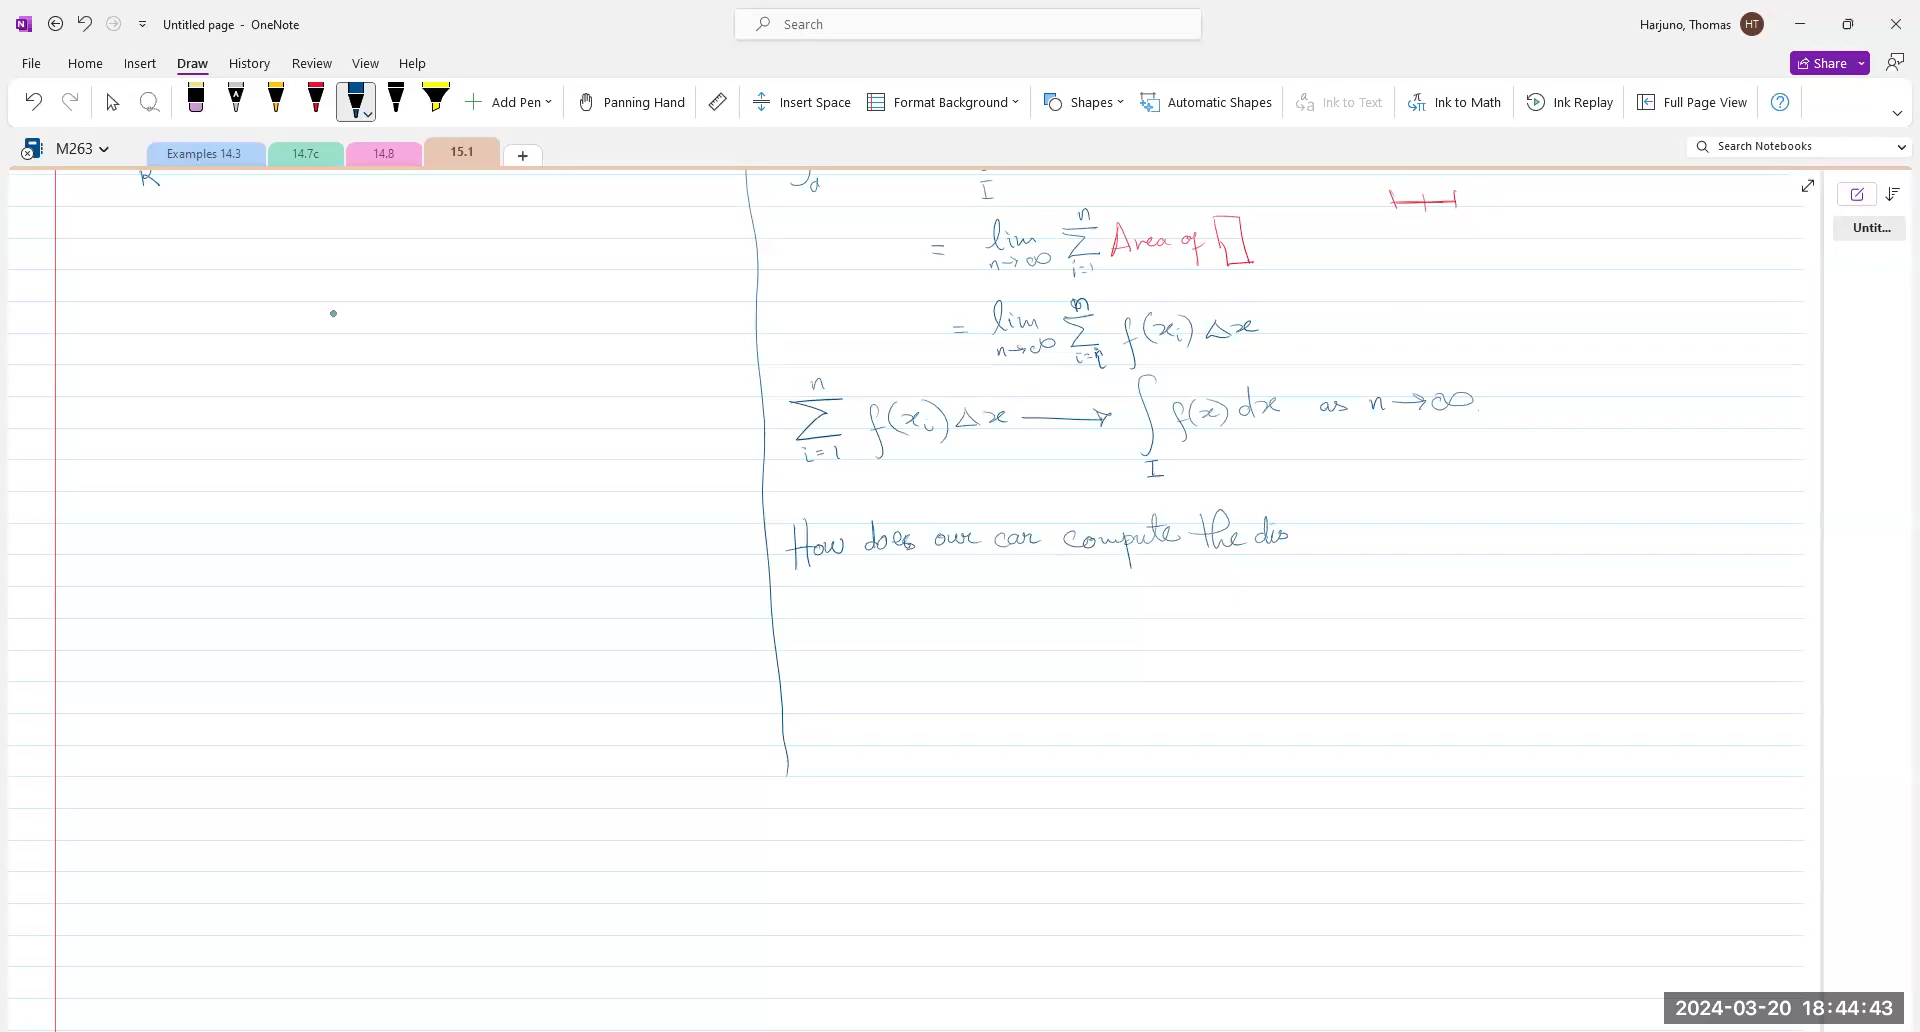 Untitled page - OneNote
Search
Harjuno, Thomas HT
File Home Insert Draw History Review View Help
Share
Add Pen Panning Hand Insert Space Format Background Shapes Automatic Shapes Ink to Text Ink to Math Ink Replay Full Page View
M263 Examples 14.3 14.7c 14.8 15.1 + Search Notebooks
Untit...
R
I
= lim n→∞ Σ i=1 n Area of
= lim n→∞ Σ n f(xᵢ) Δx
Σ i=1 n f(xᵢ) Δx → ∫ I f(x) dx as n→∞.
How does our car compute the dis
2024-03-20 18:44:43